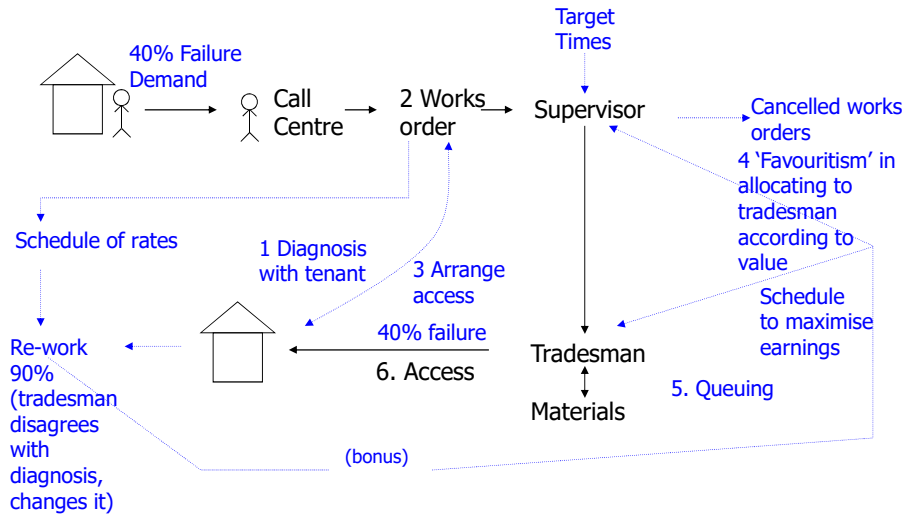 Target
Times
40% Failure
Demand
Call
Centre
2 Works
order
Supervisor
Cancelled works
orders
4 ‘Favouritism’ in
allocating to
tradesman
according to
value
Schedule of rates
1 Diagnosis
with tenant
3 Arrange
access
Schedule
to maximise
earnings
40% failure
6. Access
Tradesman
Materials
5. Queuing
Re-work
90%
(tradesman
disagrees
with
diagnosis,
changes it)
(bonus)